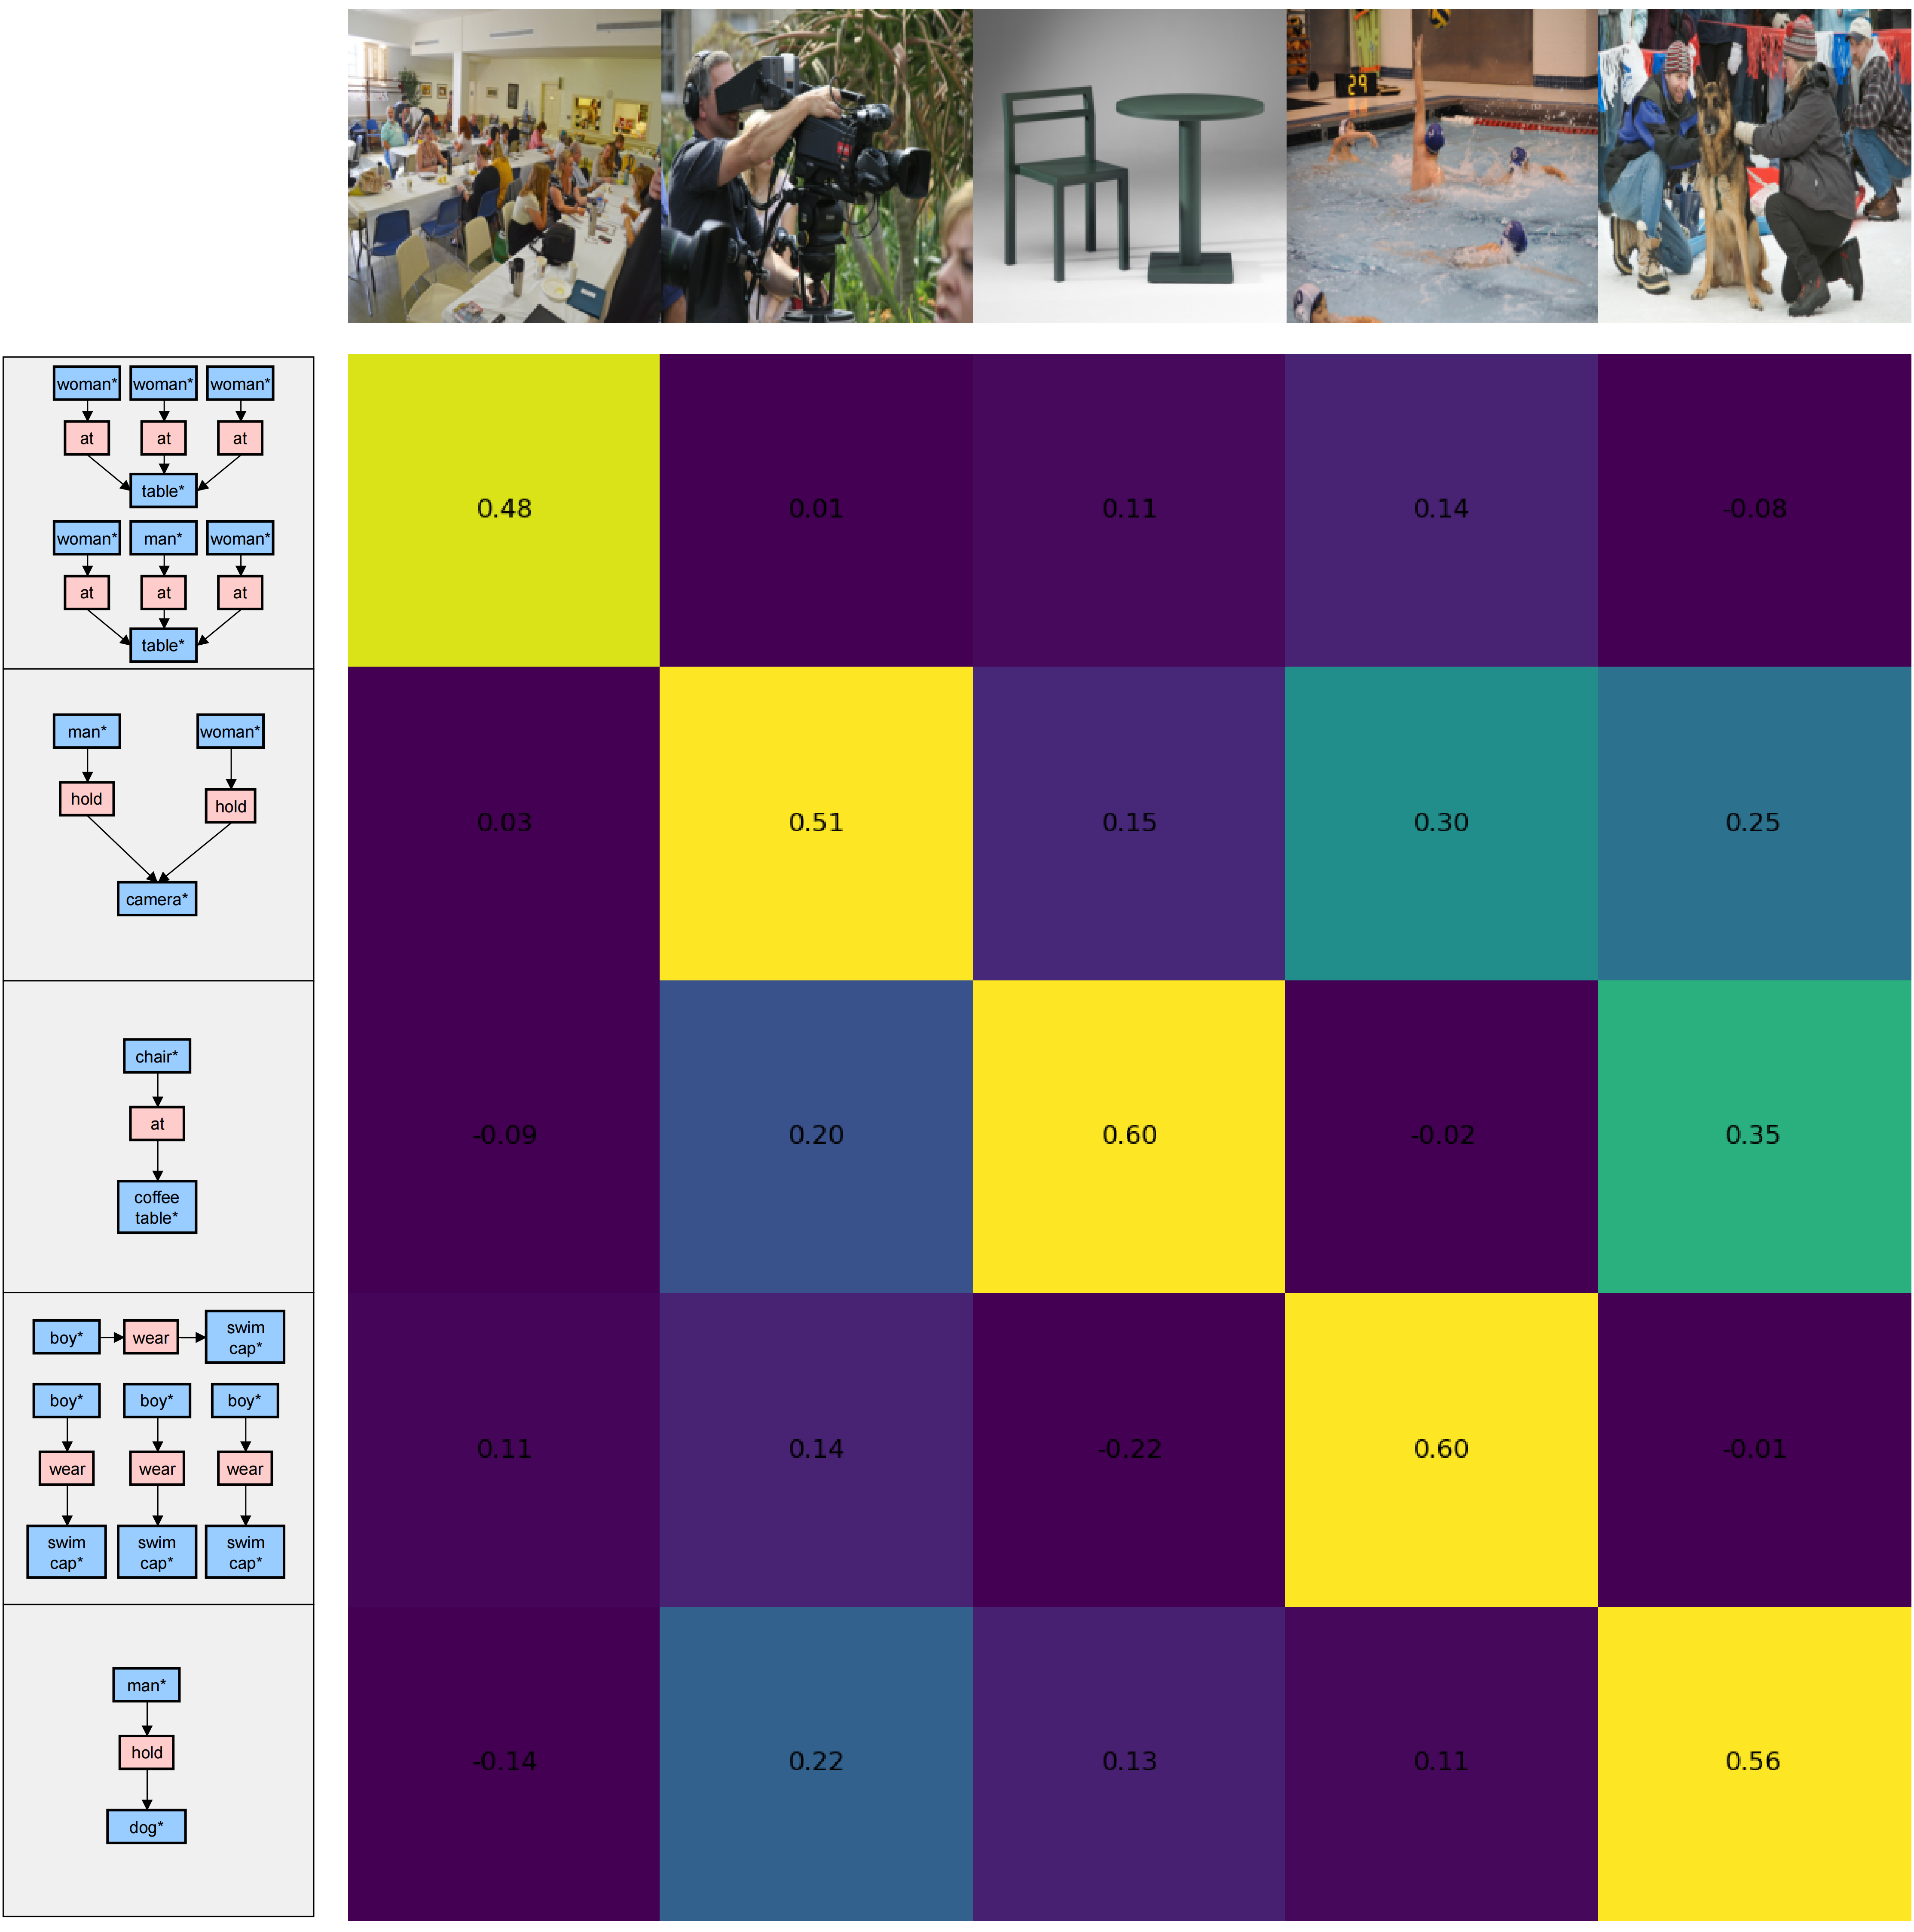 29
woman* woman* woman*
at at at
table*
woman* man* woman*
at at at
table*
0.48 0.01 0.11 0.14 -0.08
man* woman*
hold hold
camera*
0.03 0.51 0.15 0.30 0.25
chair*
at
coffee
table*
-0.09 0.20 0.60 -0.02 0.35
boy* wear swim
cap*
boy* boy* boy*
wear wear wear
swim swim swim
cap* cap* cap*
0.11 0.14 -0.22 0.60 -0.01
man*
hold
dog*
-0.14 0.22 0.13 0.11 0.56